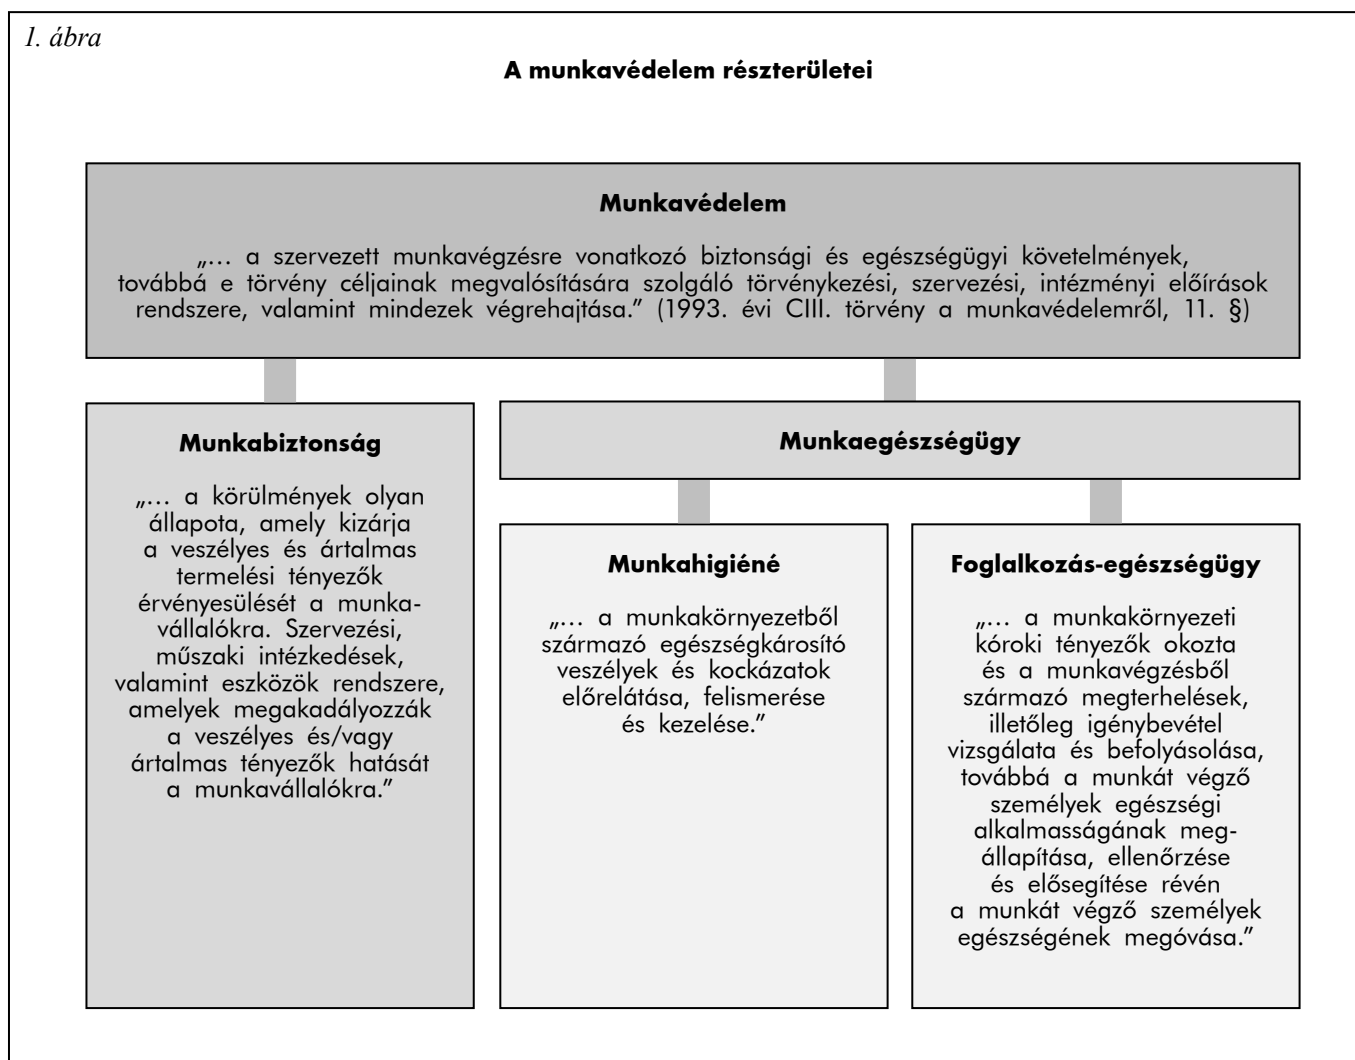 1. ábra
A munkavédelem részterületei
Munkavédelem
„… a szervezett munkavégzésre vonatkozó biztonsági és egészségügyi követelmények,
továbbá e törvény céljainak megvalósítására szolgáló törvénykezési, szervezési, intézményi előírások
rendszere, valamint mindezek végrehajtása.” (1993. évi CIII. törvény a munkavédelemről, 11. §)
Munkabiztonság
„… a körülmények olyan
állapota, amely kizárja
a veszélyes és ártalmas
termelési tényezők
érvényesülését a munka-
vállalókra. Szervezési,
műszaki intézkedések,
valamint eszközök rendszere,
amelyek megakadályozzák
a veszélyes és/vagy
ártalmas tényezők hatását
a munkavállalókra.”
Munkaegészségügy
Munkahigiéné
„… a munkakörnyezetből
származó egészségkárosító
veszélyek és kockázatok
előrelátása, felismerése
és kezelése.”
Foglalkozás-egészségügy
„… a munkakörnyezeti
kóroki tényezők okozta
és a munkavégzésből
származó megterhelések,
illetőleg igénybevétel
vizsgálata és befolyásolása,
továbbá a munkát végző
személyek egészségi
alkalmasságának meg-
állapítása, ellenőrzése
és elősegítése révén
a munkát végző személyek
egészségének megóvása.”